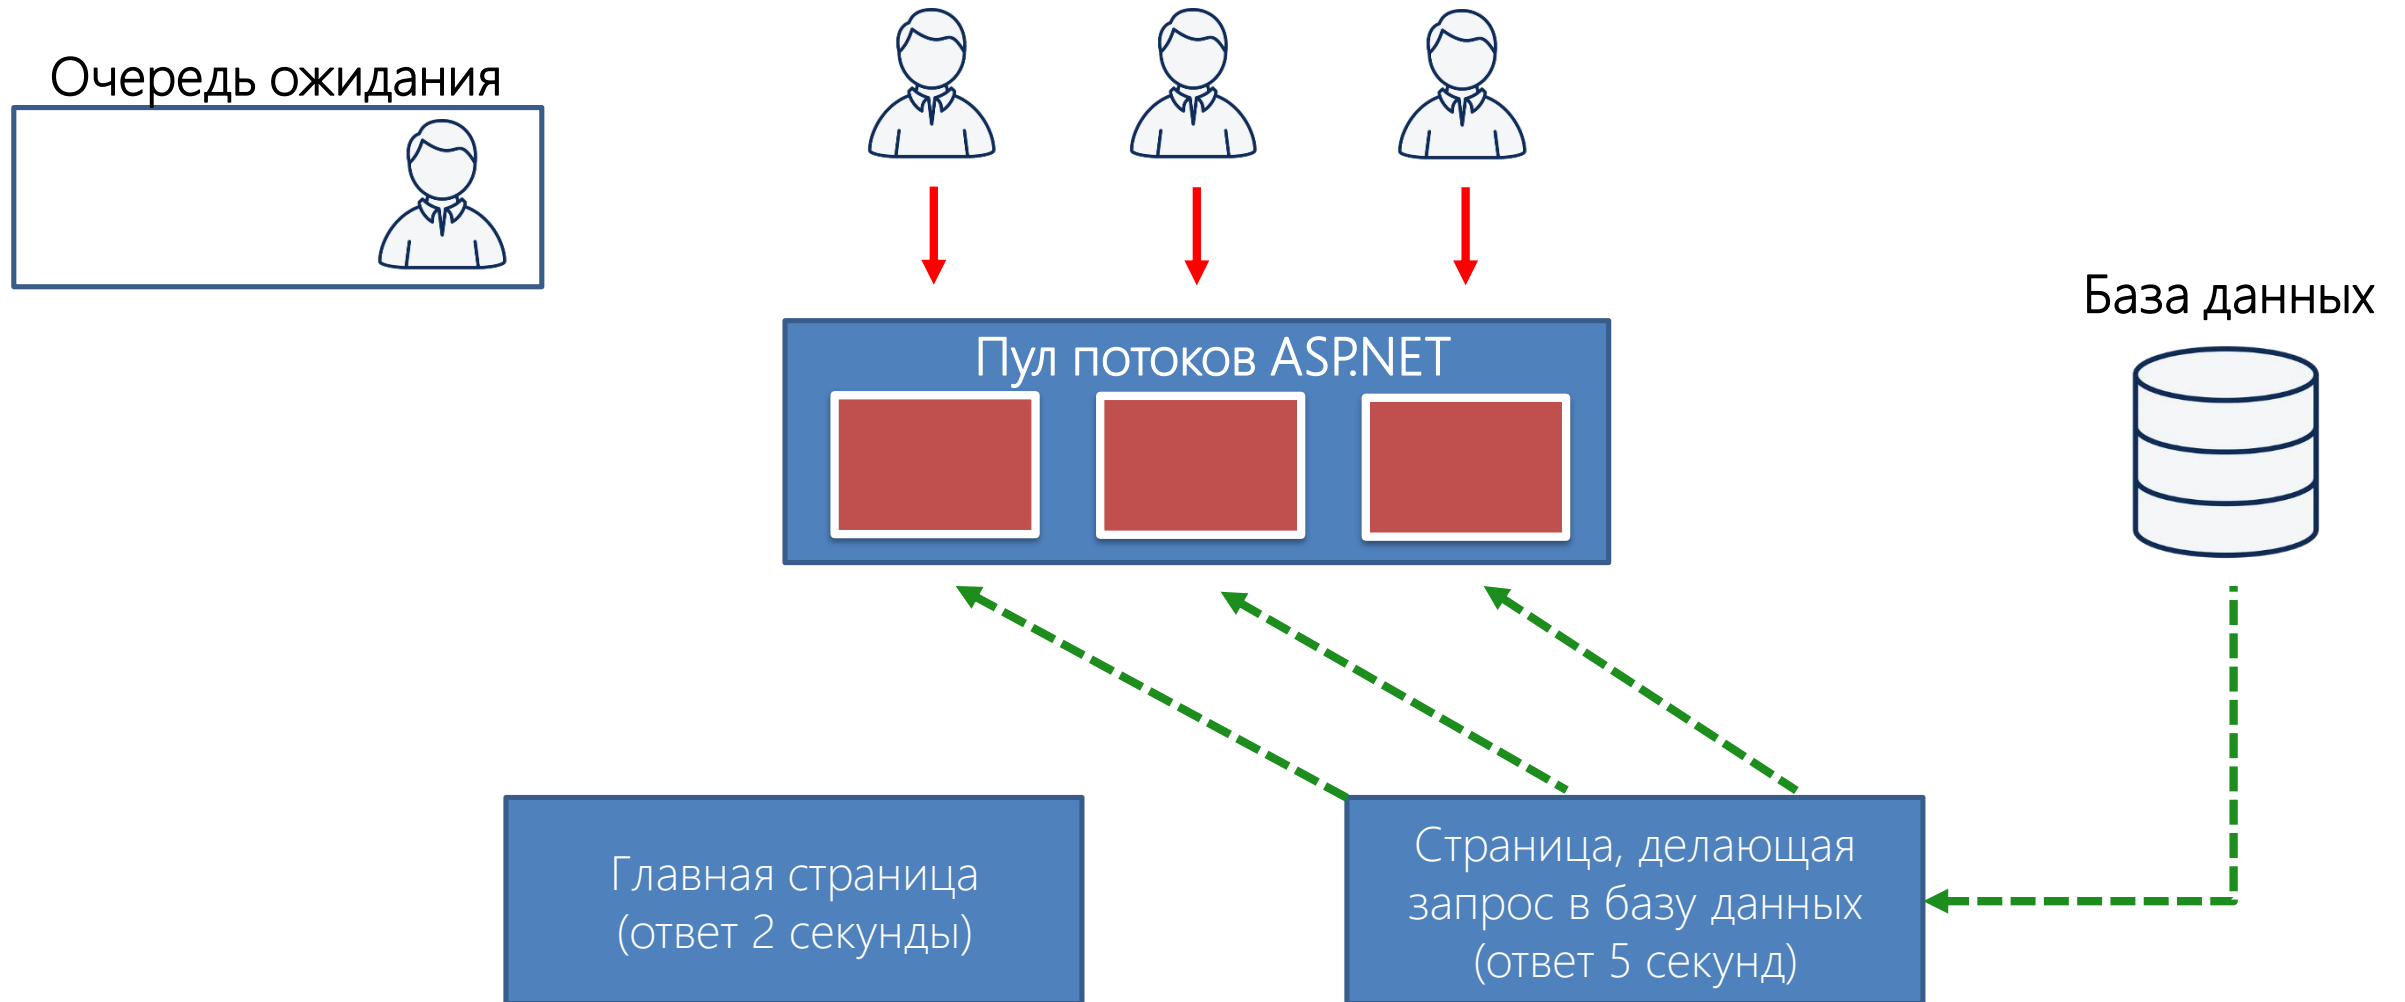 Очередь ожидания
База данных
Пул потоков ASP.NET
Главная страница
(ответ 2 секунды)
Страница, делающая
запрос в базу данных
(ответ 5 секунд)